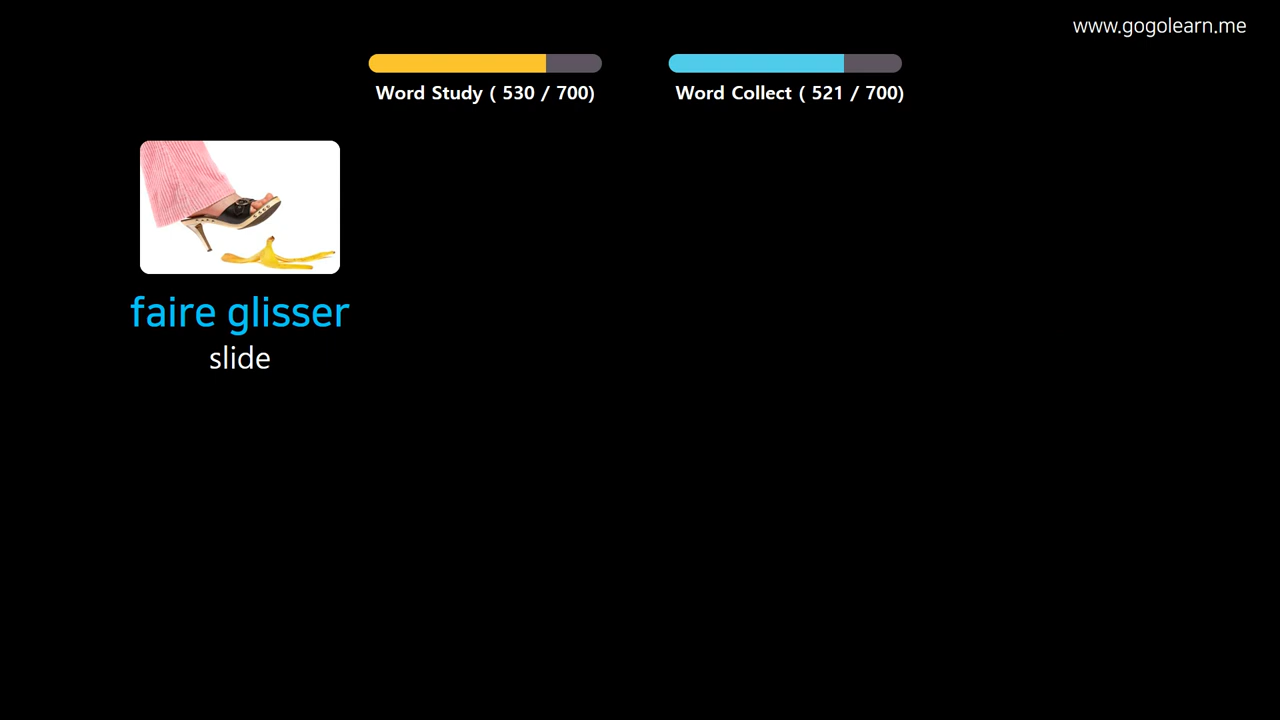 www.gogolearn.me
Word Study ( 530 / 700)
Word Collect ( 521 / 700)
faire glisser
slide